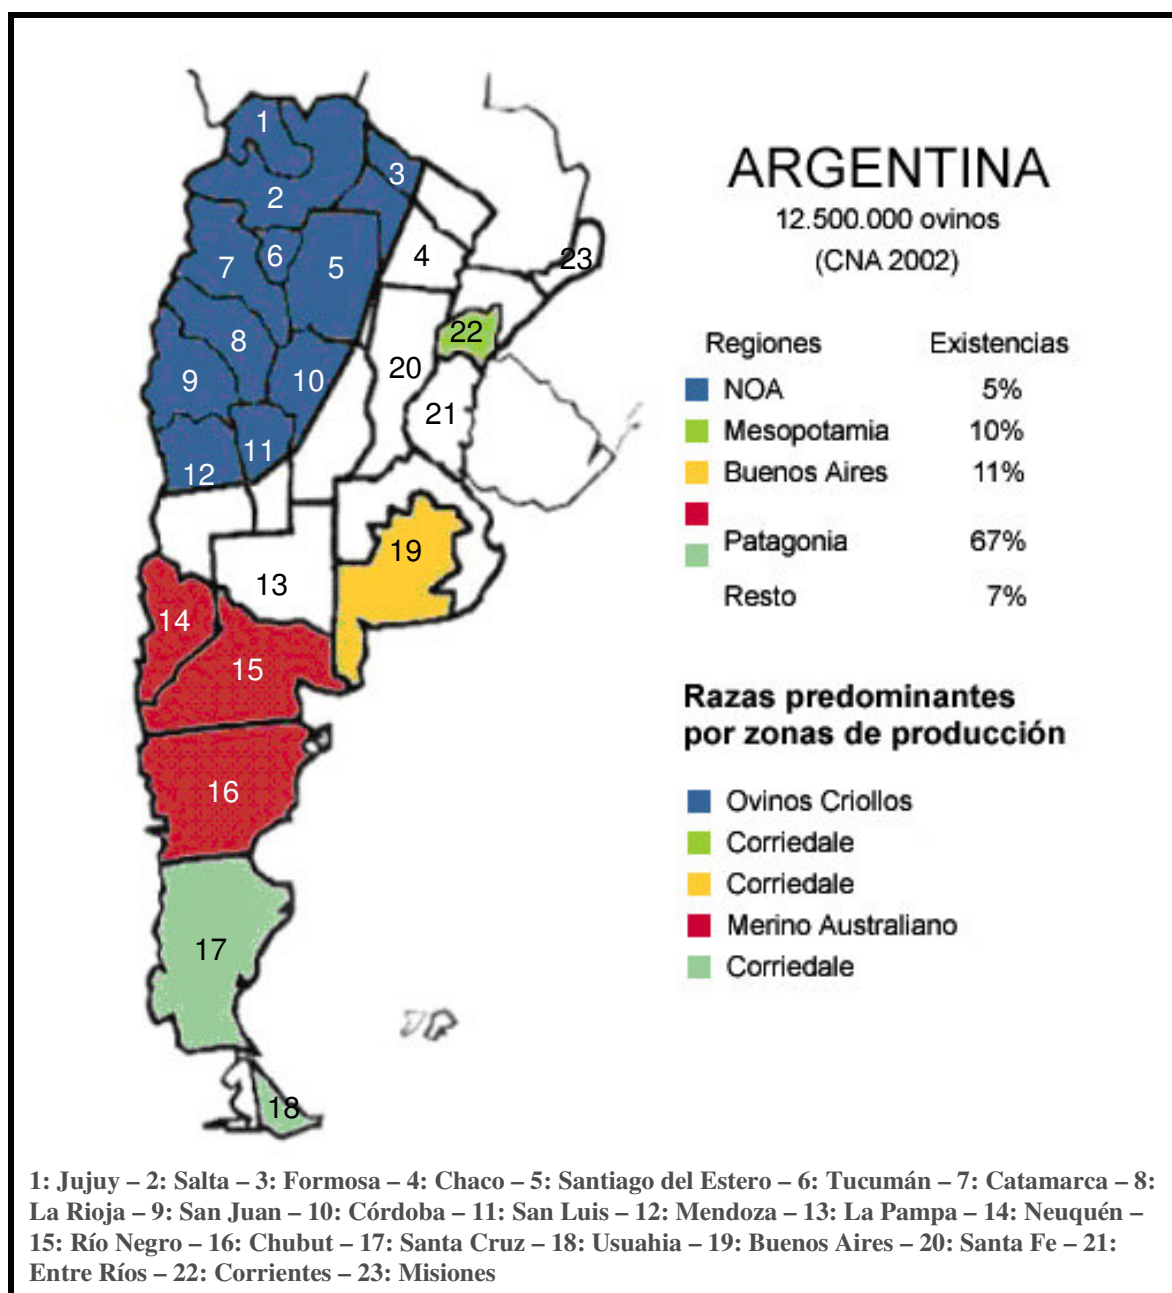 1
3
2
23
4
6
5
7
22
8
20
9
10
21
11
12
19
13
14
15
16
17
18
ARGENTINA
12.500.000 ovinos
(CNA 2002)
Regiones Existencias
NOA 5%
Mesopotamia 10%
Buenos Aires 11%
Patagonia 67%
Resto 7%
Razas predominantes
por zonas de producción
Ovinos Criollos
Corriedale
Corriedale
Merino Australiano
Corriedale
1: Jujuy – 2: Salta – 3: Formosa – 4: Chaco – 5: Santiago del Estero – 6: Tucumán – 7: Catamarca – 8:
La Rioja – 9: San Juan – 10: Córdoba – 11: San Luis – 12: Mendoza – 13: La Pampa – 14: Neuquén –
15: Río Negro – 16: Chubut – 17: Santa Cruz – 18: Usuahia – 19: Buenos Aires – 20: Santa Fe – 21:
Entre Ríos – 22: Corrientes – 23: Misiones